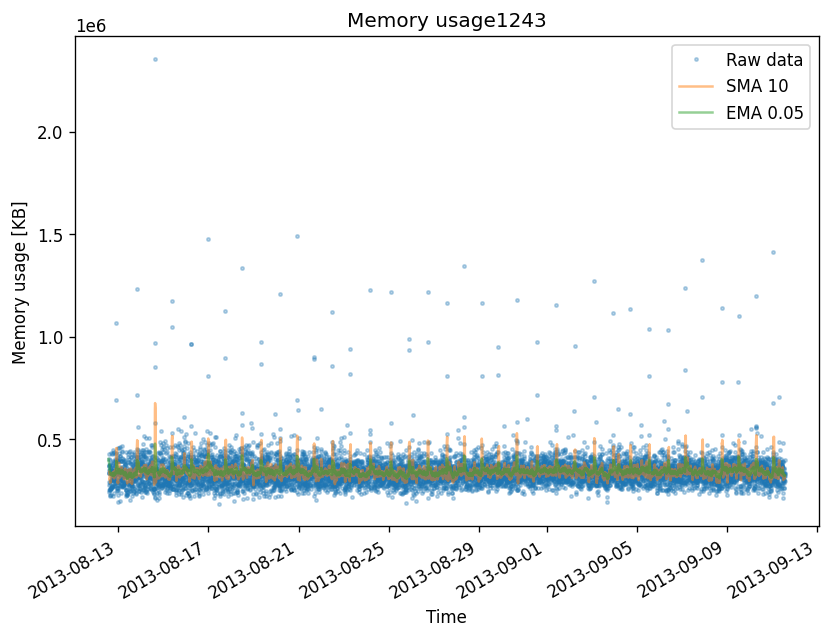 Memory usage1243
1e6
Raw data
SMA 10
EMA 0.05
2.0
1.5
1.0
0.5
Memory usage [KB]
2013-08-13
2013-08-17
2013-08-21
2013-08-25
2013-08-29
2013-09-01
2013-09-05
2013-09-09
2013-09-13
Time